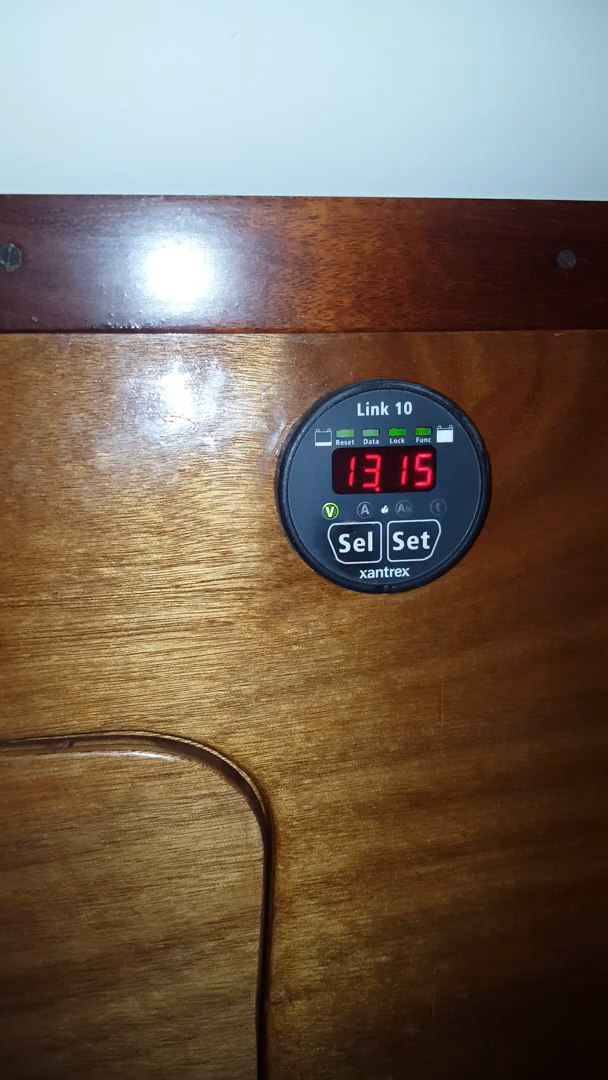 Link 10
Reset Data Lock Func
13.15
V A Ah t
Sel Set
xantrex